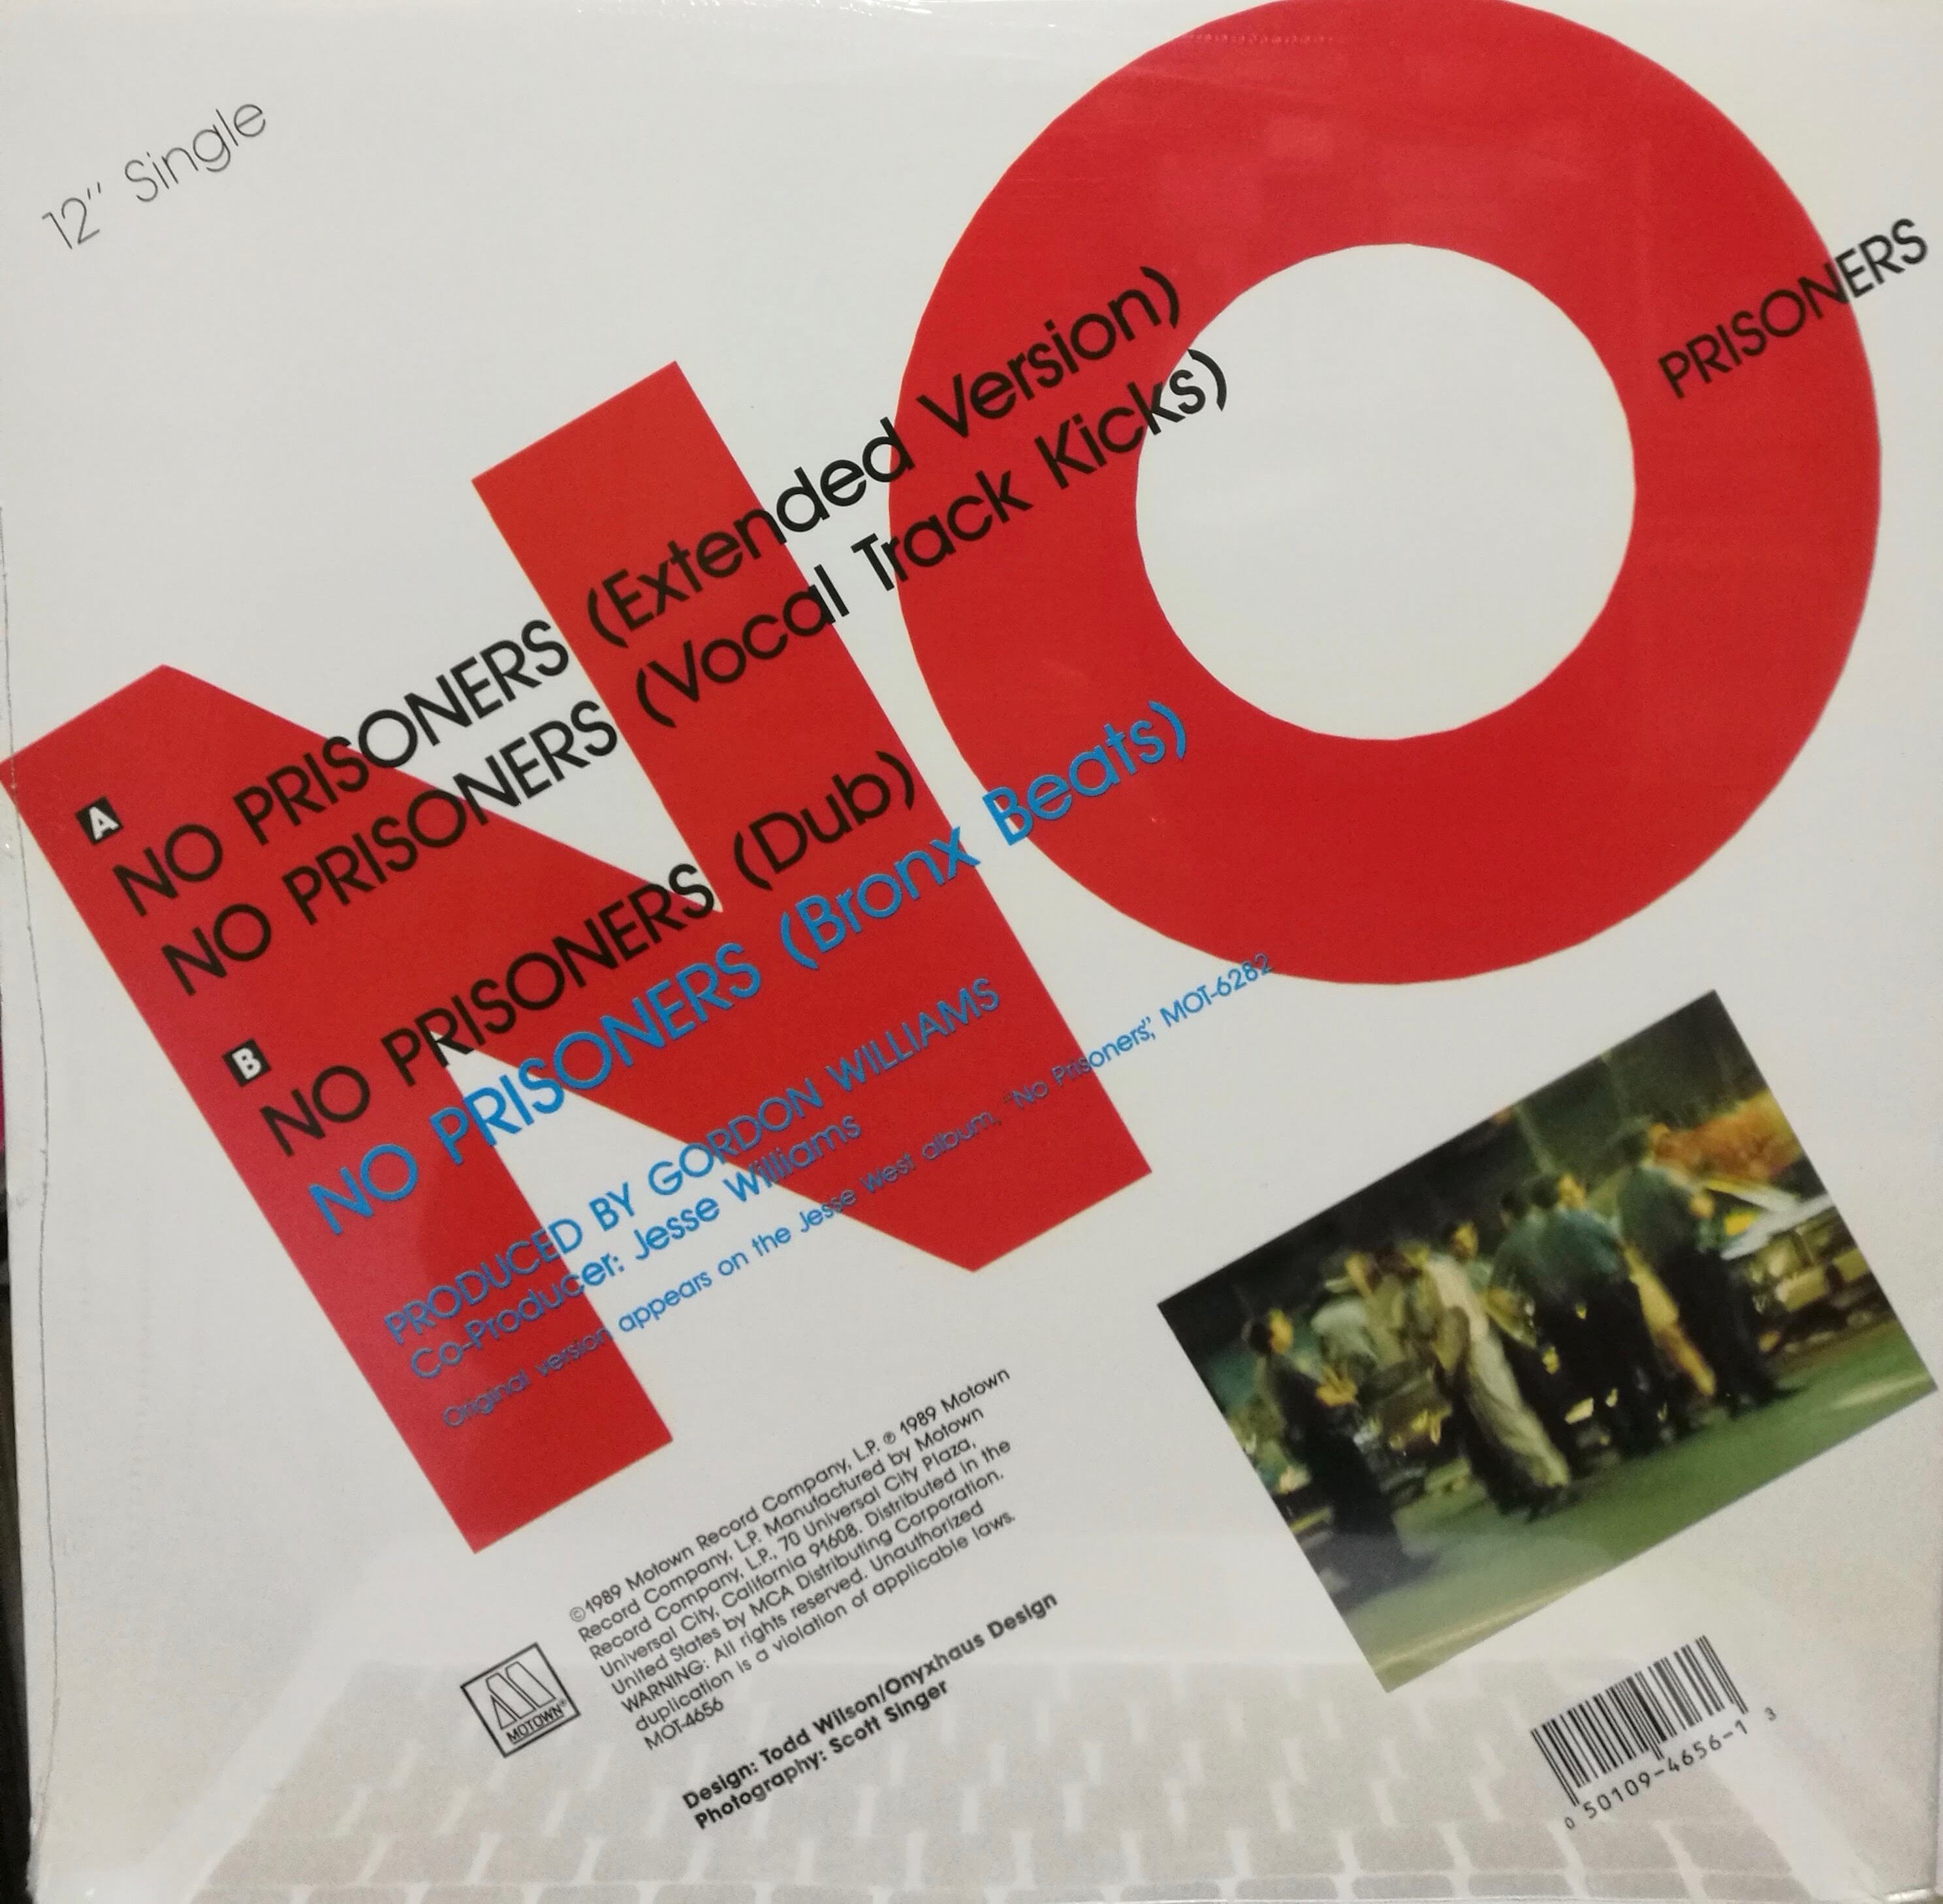 12" Single
NO
PRISONERS
A
NO PRISONERS (Extended Version)
NO PRISONERS (Vocal Track Kicks)
B
NO PRISONERS (Dub)
NO PRISONERS (Bronx Beats)
PRODUCED BY GORDON WILLIAMS
Co-Producer: Jesse Williams
Original version appears on the Jesse West album, "No Prisoners", MOT-6282
©1989 Motown Record Company, L.P. ℗ 1989 Motown
Record Company, L.P. Manufactured by Motown
Record Company, L.P., 70 Universal City Plaza,
Universal City, California 91608. Distributed in the
United States by MCA Distributing Corporation.
WARNING: All rights reserved. Unauthorized
duplication is a violation of applicable laws.
MOT-4656
MOTOWN®
Design: Todd Wilson/Onyxhaus Design
Photography: Scott Singer
0 50109-4656-1 3